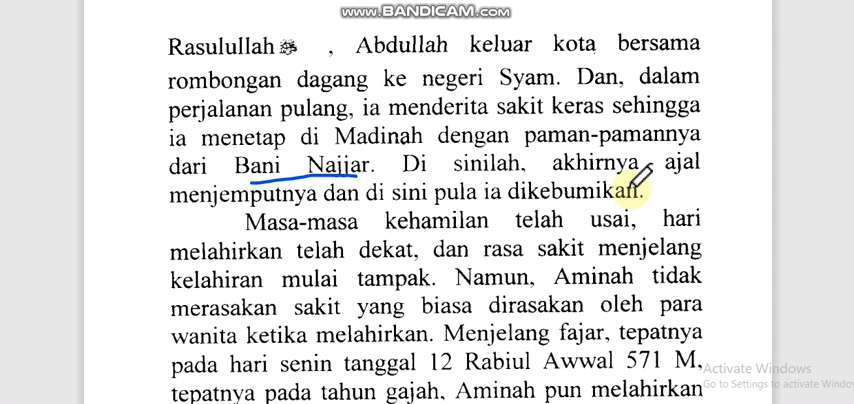 www.BANDICAM.com
Rasulullah ﷺ , Abdullah keluar kota bersama
rombongan dagang ke negeri Syam. Dan, dalam
perjalanan pulang, ia menderita sakit keras sehingga
ia menetap di Madinah dengan paman-pamannya
dari Bani Najjar. Di sinilah, akhirnya ajal
menjemputnya dan di sini pula ia dikebumikan.
Masa-masa kehamilan telah usai, hari
melahirkan telah dekat, dan rasa sakit menjelang
kelahiran mulai tampak. Namun, Aminah tidak
merasakan sakit yang biasa dirasakan oleh para
wanita ketika melahirkan. Menjelang fajar, tepatnya
pada hari senin tanggal 12 Rabiul Awwal 571 M,
tepatnya pada tahun gajah, Aminah pun melahirkan
Activate Windows
Go to Settings to activate Windo